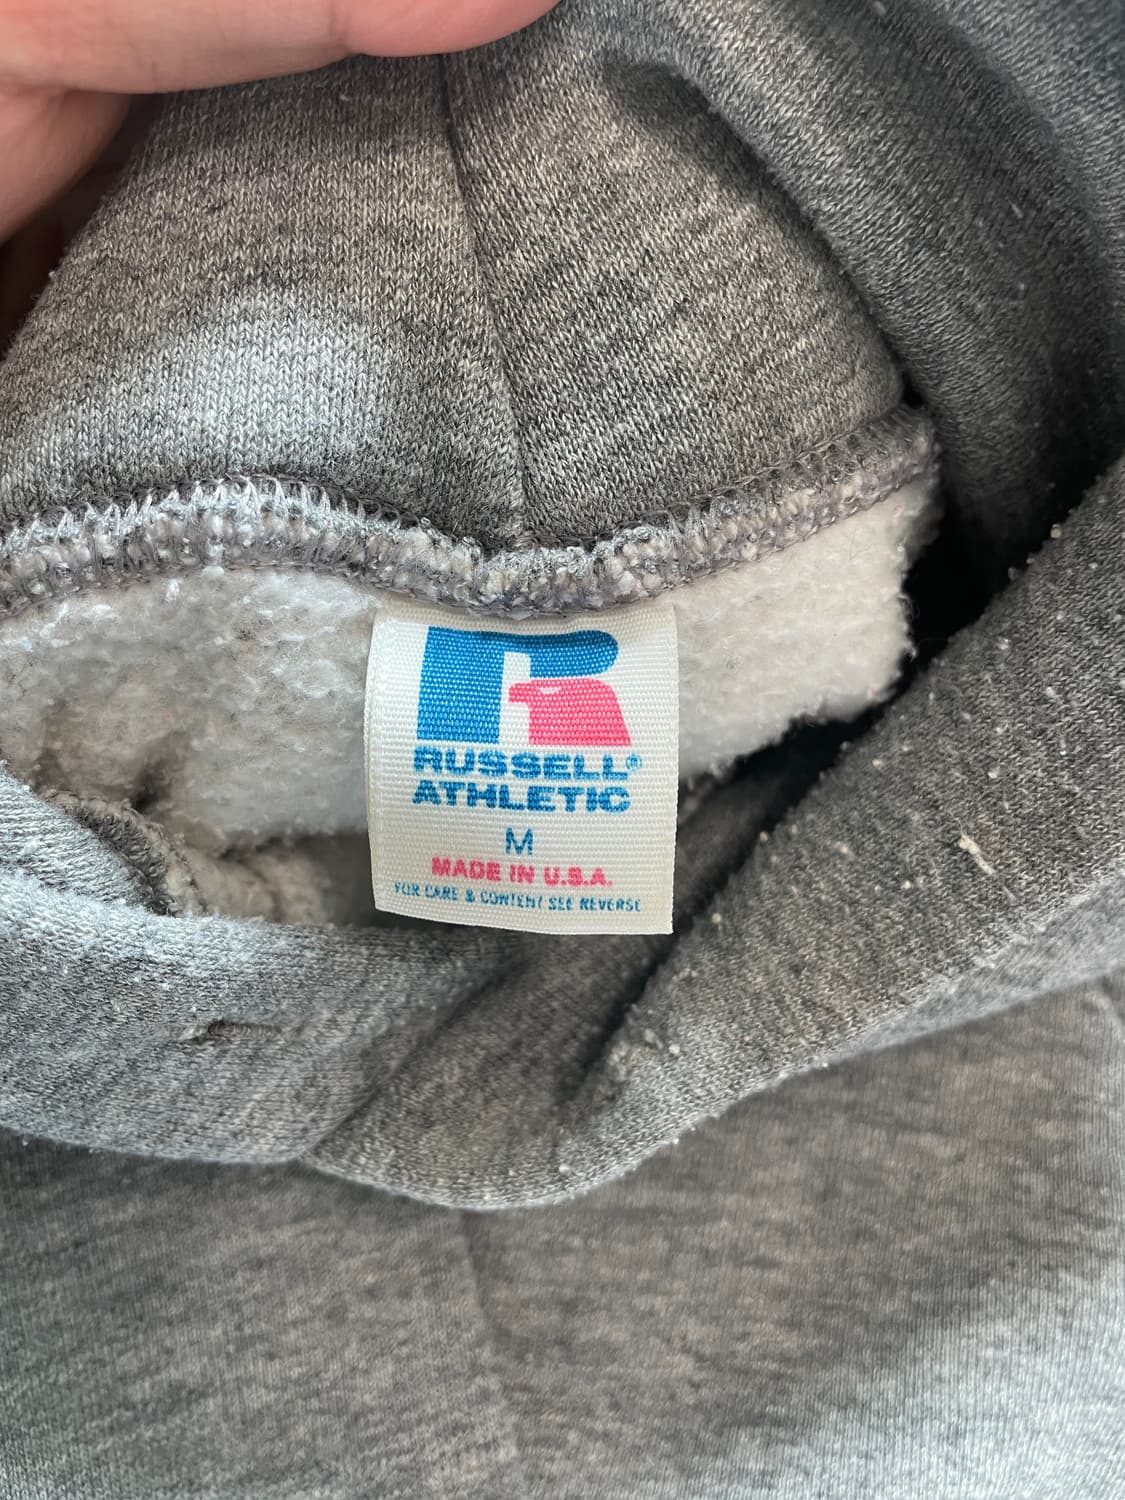 R
RUSSELL®
ATHLETIC
M
MADE IN U.S.A.
FOR CARE & CONTENT SEE REVERSE